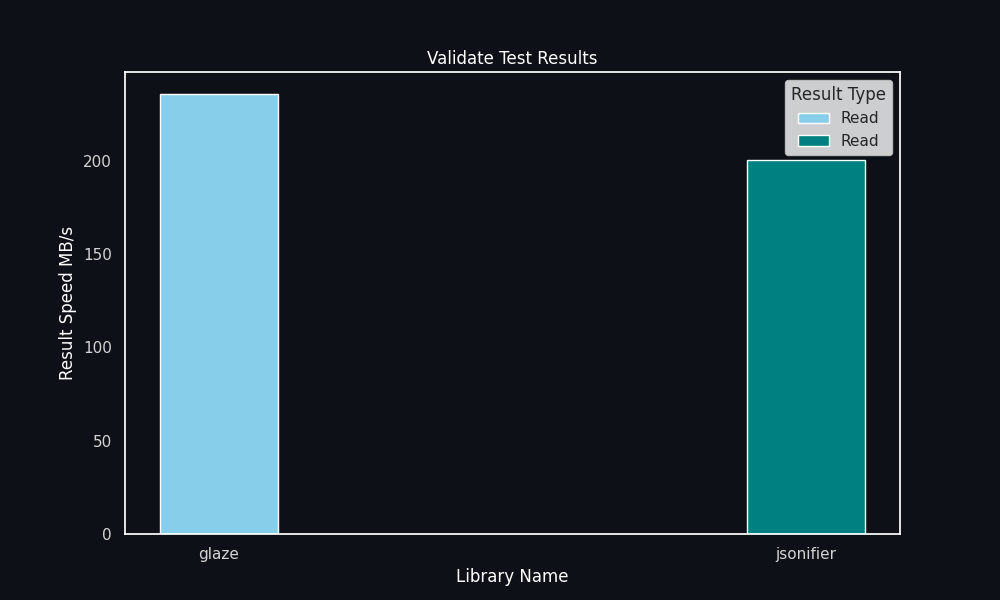 Validate Test Results
Result Type
Read
Read
Result Speed MB/s
200
150
100
50
0
glaze
jsonifier
Library Name